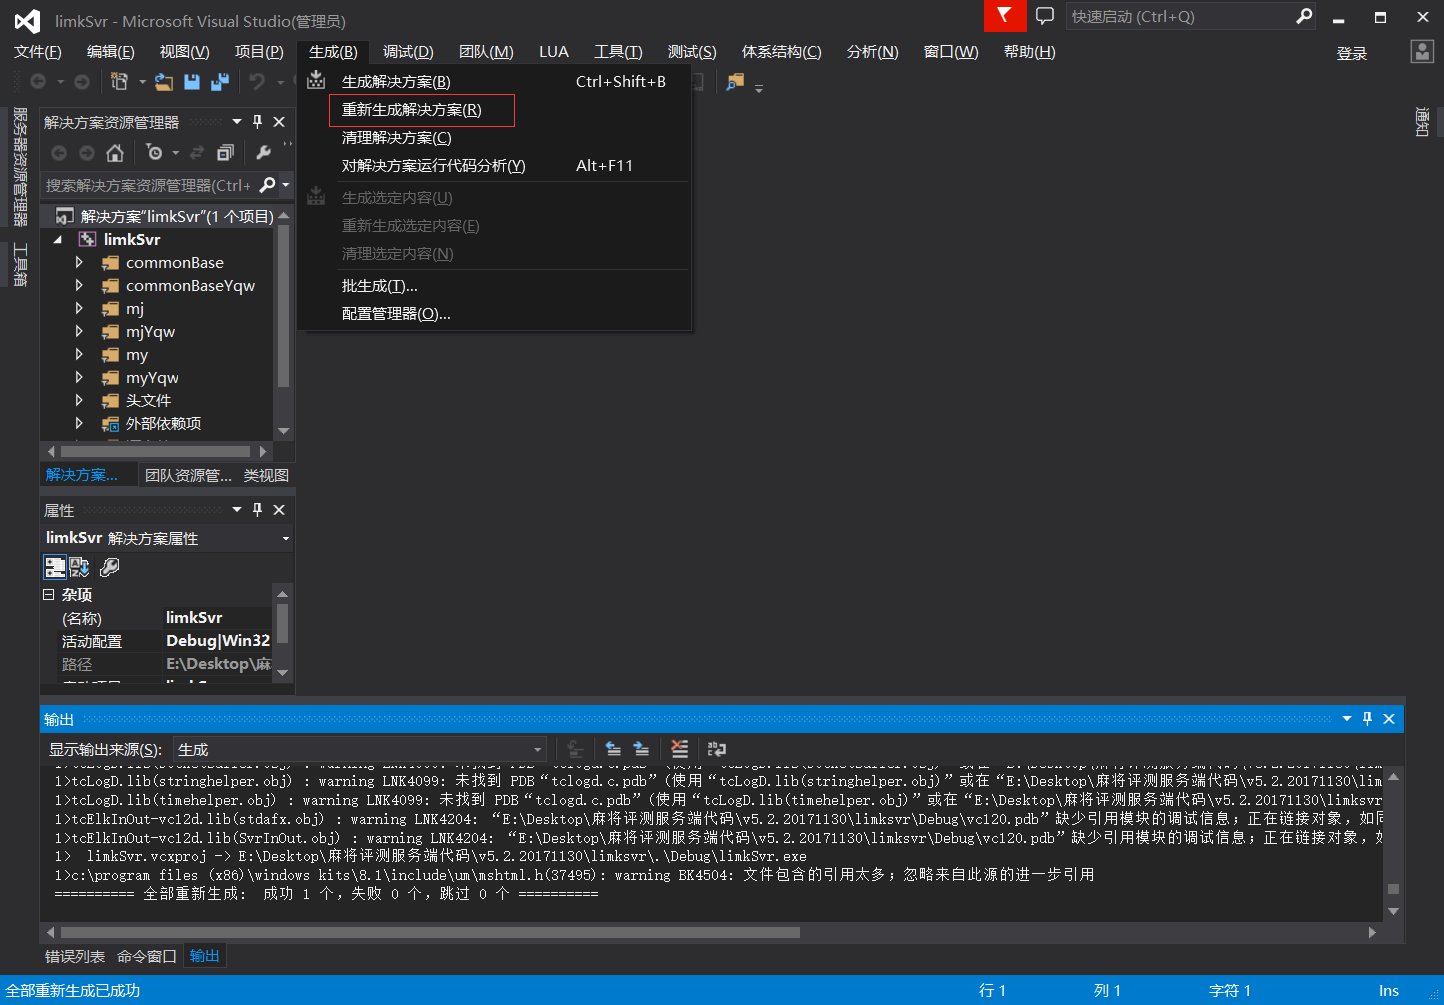 limkSvr - Microsoft Visual Studio(管理员)
快速启动 (Ctrl+Q)
文件(F) 编辑(E) 视图(V) 项目(P) 生成(B) 调试(D) 团队(M) LUA 工具(T) 测试(S) 体系结构(C) 分析(N) 窗口(W) 帮助(H) 登录
生成解决方案(B) Ctrl+Shift+B
重新生成解决方案(R)
清理解决方案(C)
对解决方案运行代码分析(Y) Alt+F11
生成选定内容(U)
重新生成选定内容(E)
清理选定内容(N)
批生成(T)...
配置管理器(O)...
服务器资源管理器
工具箱
通知
解决方案资源管理器
搜索解决方案资源管理器(Ctrl+
解决方案"limkSvr"(1 个项目)
limkSvr
commonBase
commonBaseYqw
mj
mjYqw
my
myYqw
头文件
外部依赖项
解决方案... 团队资源管... 类视图
属性
limkSvr 解决方案属性
杂项
(名称) limkSvr
活动配置 Debug|Win32
路径 E:\Desktop\麻
输出
显示输出来源(S): 生成
1>tcLogD.lib(stringhelper.obj) : warning LNK4099: 未找到 PDB“tclogd.c.pdb”(使用“tcLogD.lib(stringhelper.obj)”或在“E:\Desktop\麻将评测服务端代码\v5.2.20171130\lim
1>tcLogD.lib(timehelper.obj) : warning LNK4099: 未找到 PDB“tclogd.c.pdb”(使用“tcLogD.lib(timehelper.obj)”或在“E:\Desktop\麻将评测服务端代码\v5.2.20171130\limksvr
1>tcElkInOut-vc12d.lib(stdafx.obj) : warning LNK4204: “E:\Desktop\麻将评测服务端代码\v5.2.20171130\limksvr\Debug\vc120.pdb”缺少引用模块的调试信息；正在链接对象，如同
1>tcElkInOut-vc12d.lib(SvrInOut.obj) : warning LNK4204: “E:\Desktop\麻将评测服务端代码\v5.2.20171130\limksvr\Debug\vc120.pdb”缺少引用模块的调试信息；正在链接对象，
1> limkSvr.vcxproj -> E:\Desktop\麻将评测服务端代码\v5.2.20171130\limksvr\.\Debug\limkSvr.exe
1>c:\program files (x86)\windows kits\8.1\include\um\mshtml.h(37495): warning BK4504: 文件包含的引用太多；忽略来自此源的进一步引用
========== 全部重新生成: 成功 1 个，失败 0 个，跳过 0 个 ==========
错误列表 命令窗口 输出
全部重新生成已成功 行 1 列 1 字符 1 Ins